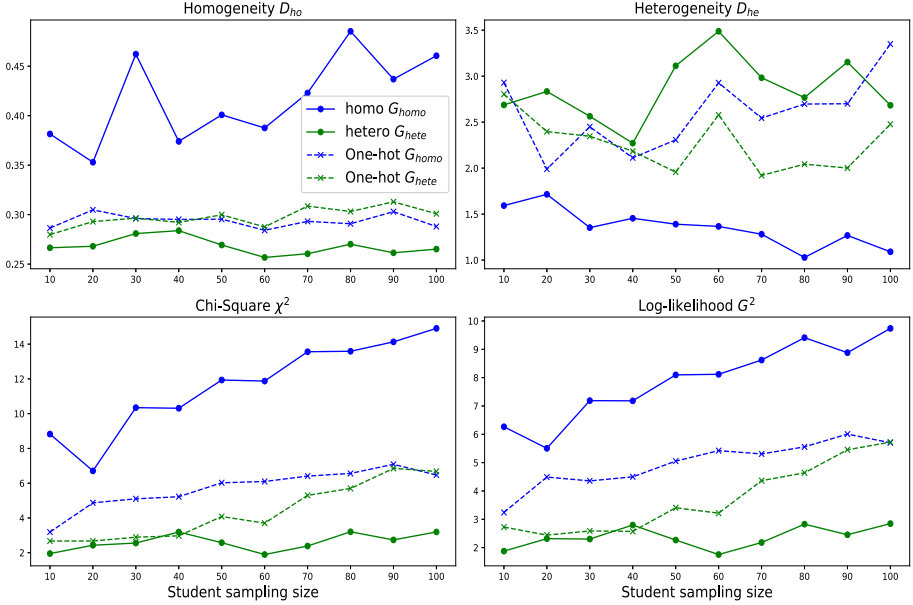 Homogeneity D_ho
0.45
0.40
0.35
0.30
0.25
homo G_homo
hetero G_hete
One-hot G_homo
One-hot G_hete
10 20 30 40 50 60 70 80 90 100
Heterogeneity D_he
3.5
3.0
2.5
2.0
1.5
1.0
10 20 30 40 50 60 70 80 90 100
Chi-Square χ²
14
12
10
8
6
4
2
10 20 30 40 50 60 70 80 90 100
Student sampling size
Log-likelihood G²
10
9
8
7
6
5
4
3
2
10 20 30 40 50 60 70 80 90 100
Student sampling size